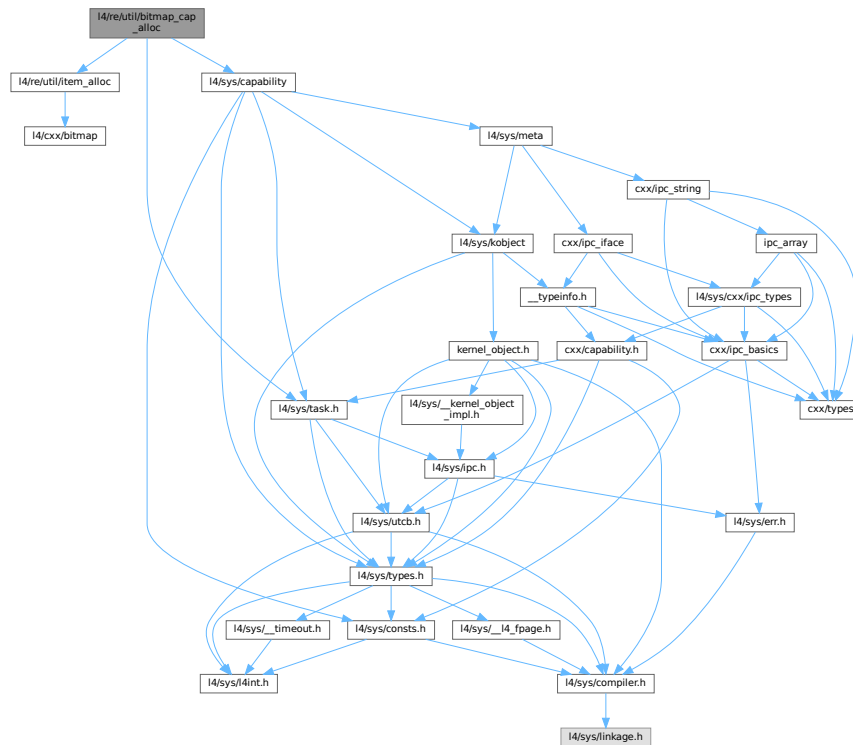 l4/re/util/bitmap_cap
_alloc
l4/re/util/item_alloc
l4/sys/capability
l4/cxx/bitmap
l4/sys/meta
cxx/ipc_string
l4/sys/kobject
cxx/ipc_iface
ipc_array
__typeinfo.h
l4/sys/cxx/ipc_types
kernel_object.h
cxx/capability.h
cxx/ipc_basics
l4/sys/task.h
l4/sys/__kernel_object
_impl.h
cxx/types
l4/sys/ipc.h
l4/sys/utcb.h
l4/sys/err.h
l4/sys/types.h
l4/sys/__timeout.h
l4/sys/consts.h
l4/sys/__l4_fpage.h
l4/sys/l4int.h
l4/sys/compiler.h
l4/sys/linkage.h